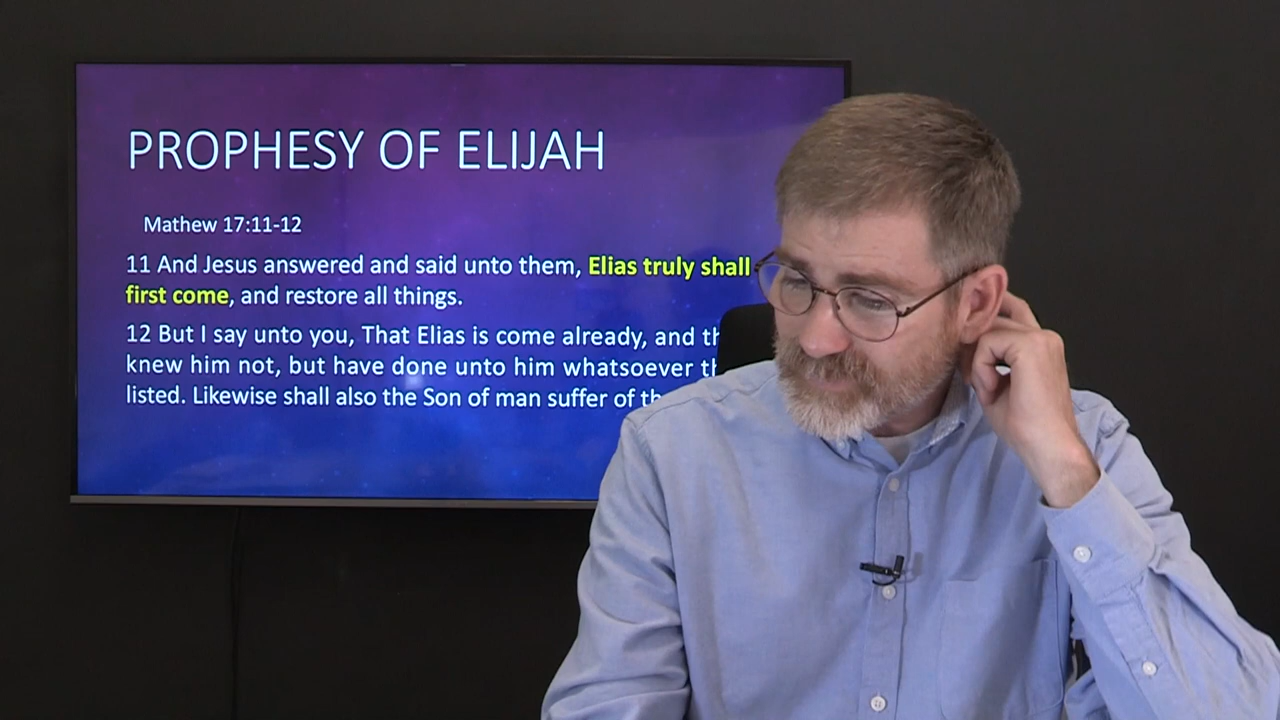 PROPHESY OF ELIJAH
Mathew 17:11-12
11 And Jesus answered and said unto them, Elias truly shall
first come, and restore all things.
12 But I say unto you, That Elias is come already, and
knew him not, but have done unto him whatsoever
listed. Likewise shall also the Son of man suffer of